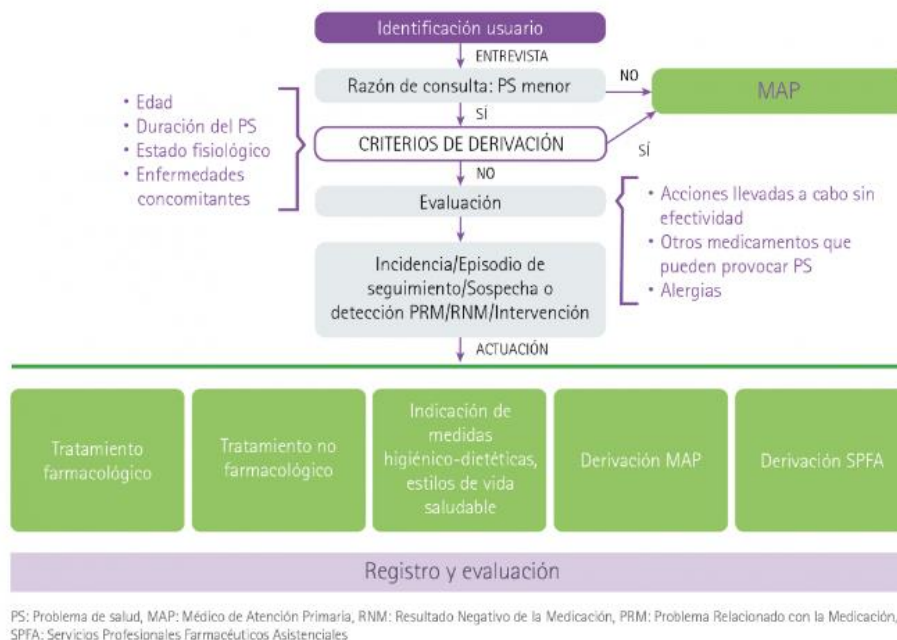 Identificación usuario
ENTREVISTA
Razón de consulta: PS menor
NO
MAP
SÍ
• Edad
• Duración del PS
• Estado fisiológico
• Enfermedades
concomitantes
CRITERIOS DE DERIVACIÓN
SÍ
NO
Evaluación
• Acciones llevadas a cabo sin
efectividad
• Otros medicamentos que
pueden provocar PS
• Alergias
Incidencia/Episodio de
seguimiento/Sospecha o
detección PRM/RNM/Intervención
ACTUACIÓN
Tratamiento
farmacológico
Tratamiento no
farmacológico
Indicación de
medidas
higiénico-dietéticas,
estilos de vida
saludable
Derivación MAP
Derivación SPFA
Registro y evaluación
PS: Problema de salud, MAP: Médico de Atención Primaria, RNM: Resultado Negativo de la Medicación, PRM: Problema Relacionado con la Medicación,
SPFA: Servicios Profesionales Farmacéuticos Asistenciales